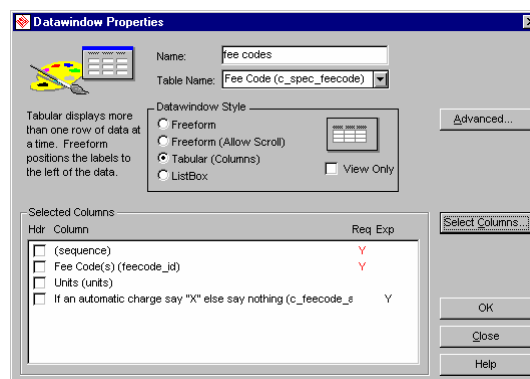 Datawindow Properties
Name: fee codes
Table Name: Fee Code (c_spec_feecode)
Tabular displays more
than one row of data at
a time. Freeform
positions the labels to
the left of the data.
Datawindow Style
Freeform
Freeform (Allow Scroll)
Tabular (Columns)
ListBox
View Only
Advanced...
Selected Columns
Hdr Column Req Exp
(sequence) Y
Fee Code(s) (feecode_id) Y
Units (units)
If an automatic charge say "X" else say nothing (c_feecode_a Y
Select Columns...
OK
Close
Help